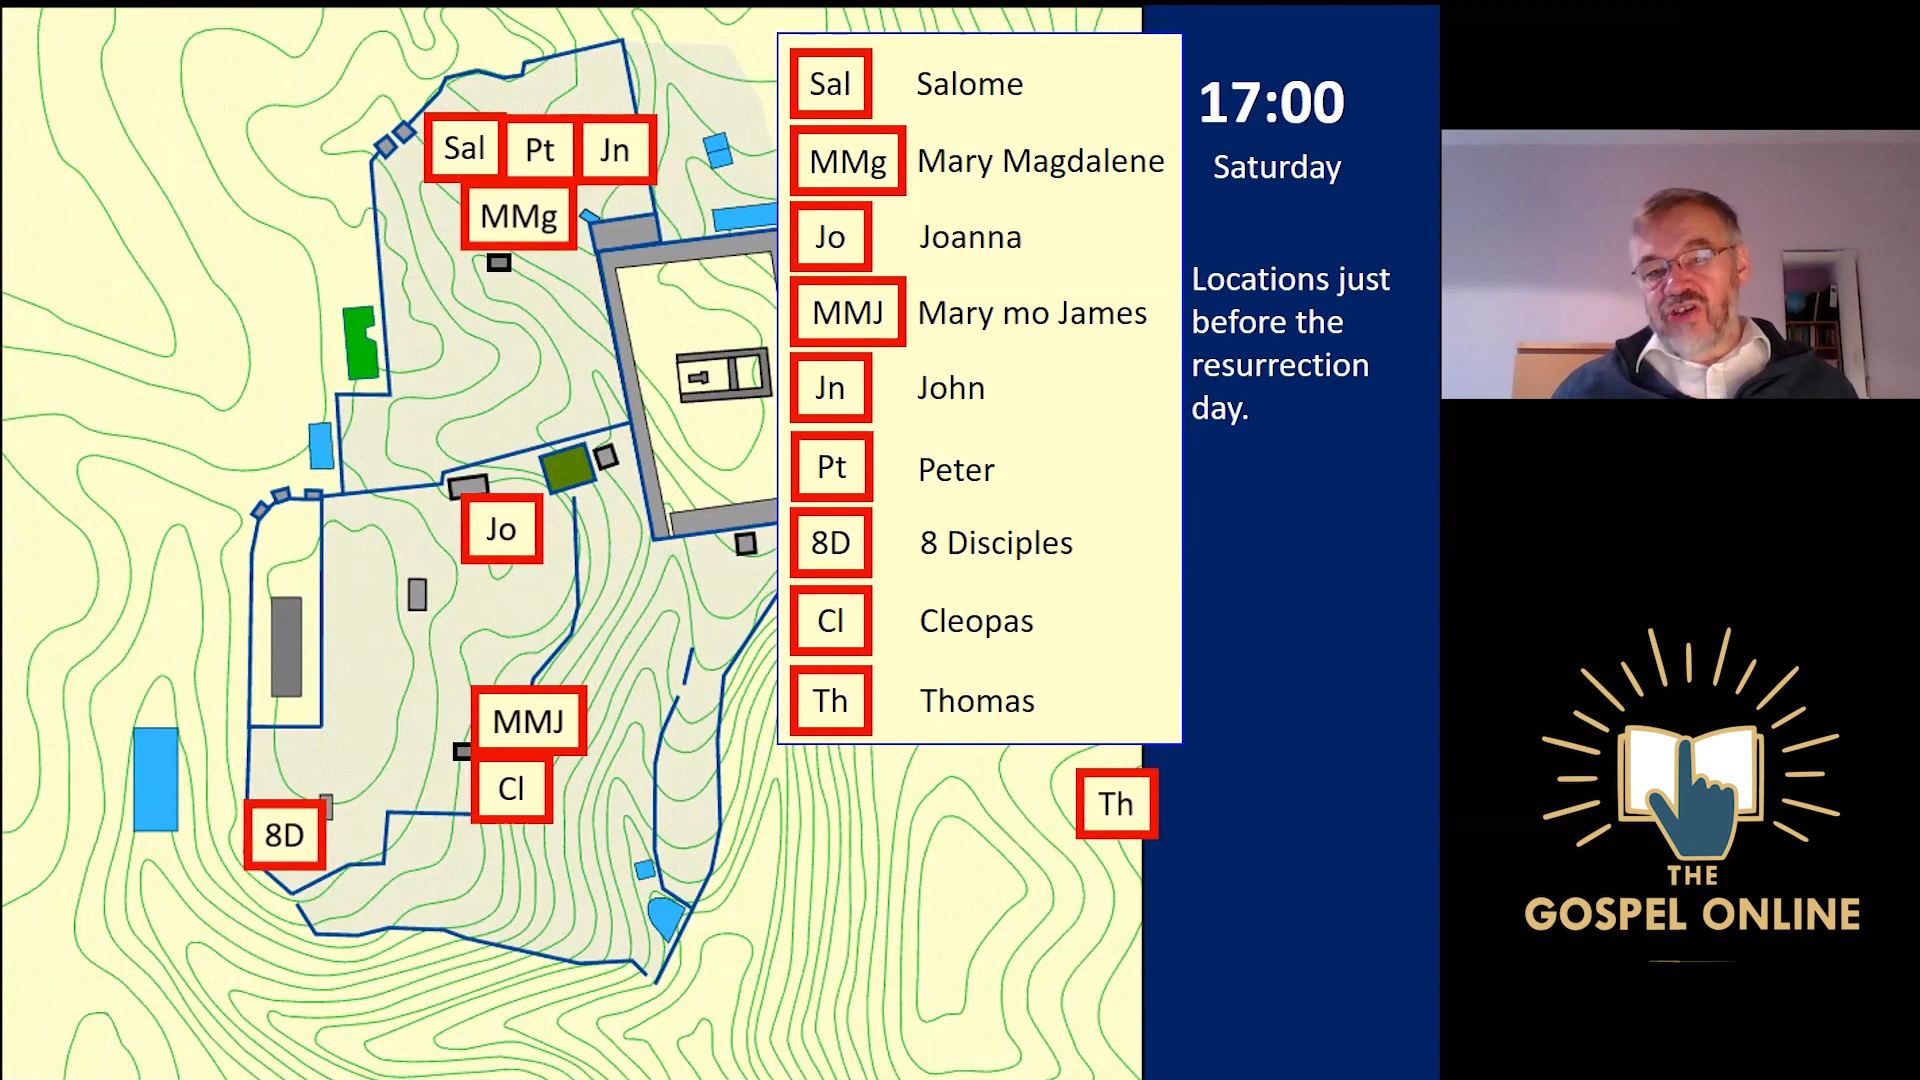 Sal
Pt
Jn
MMg
Jo
MMJ
Cl
8D
Th
Sal Salome
MMg Mary Magdalene
Jo Joanna
MMJ Mary mo James
Jn John
Pt Peter
8D 8 Disciples
Cl Cleopas
Th Thomas
17:00
Saturday
Locations just
before the
resurrection
day.
THE
GOSPEL ONLINE